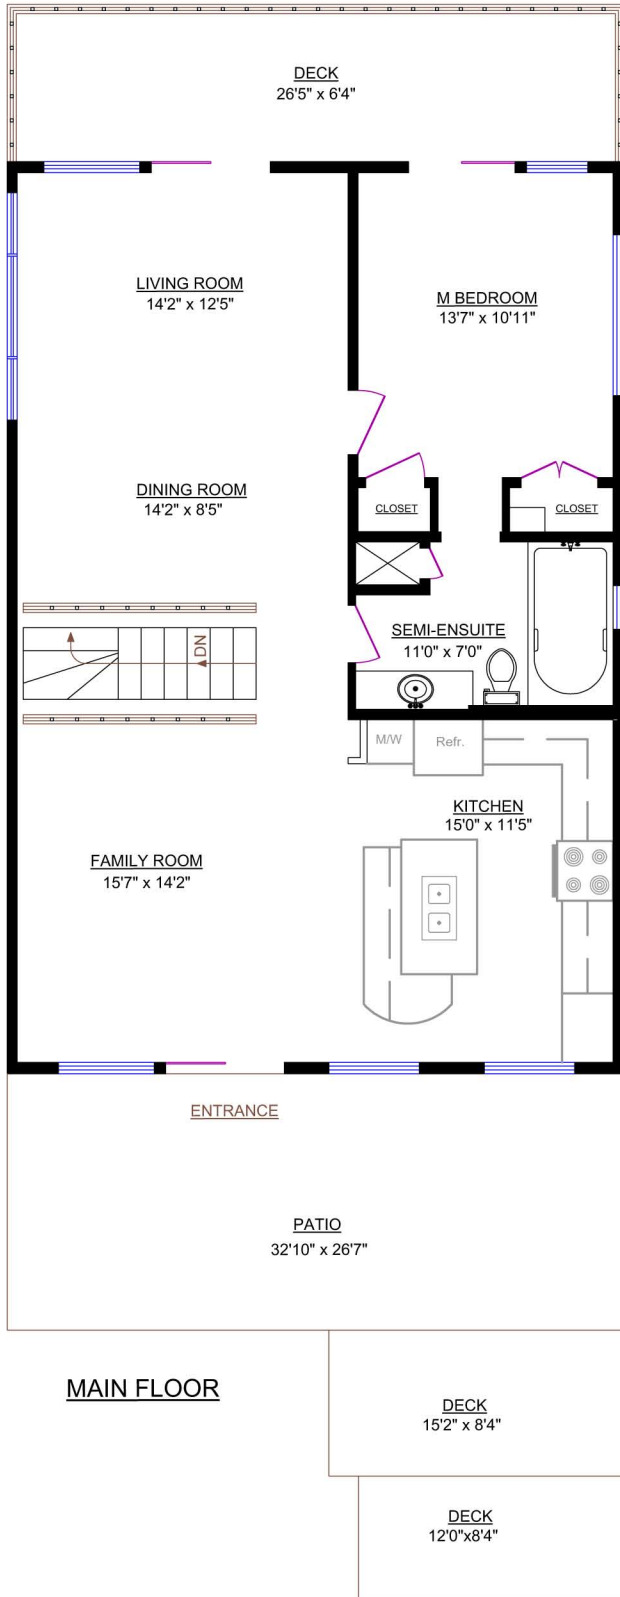 DECK
26'5" x 6'4"
LIVING ROOM
14'2" x 12'5"
M BEDROOM
13'7" x 10'11"
DINING ROOM
14'2" x 8'5"
CLOSET
CLOSET
DN
SEMI-ENSUITE
11'0" x 7'0"
M/W
Refr.
KITCHEN
15'0" x 11'5"
FAMILY ROOM
15'7" x 14'2"
ENTRANCE
PATIO
32'10" x 26'7"
MAIN FLOOR
DECK
15'2" x 8'4"
DECK
12'0"x8'4"